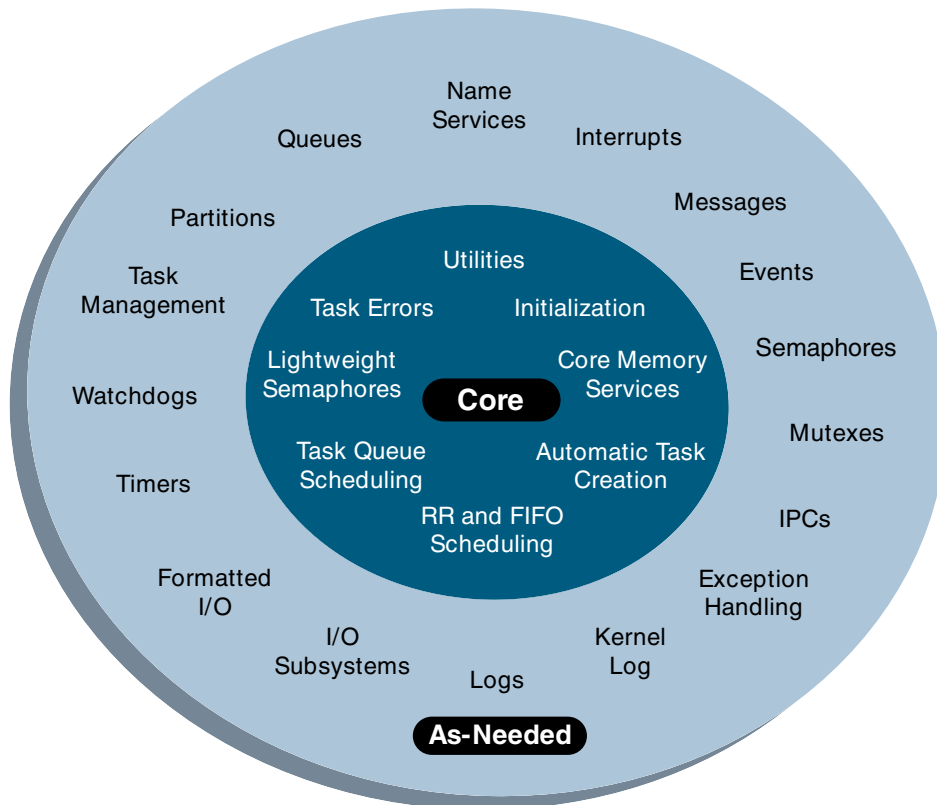 Name
Services
Queues
Interrupts
Partitions
Messages
Utilities
Task
Management
Events
Task Errors
Initialization
Lightweight
Semaphores
Core Memory
Services
Semaphores
Watchdogs
Core
Mutexes
Task Queue
Scheduling
Automatic Task
Creation
Timers
RR and FIFO
Scheduling
IPCs
Formatted
I/O
Exception
Handling
I/O
Subsystems
Kernel
Log
Logs
As-Needed